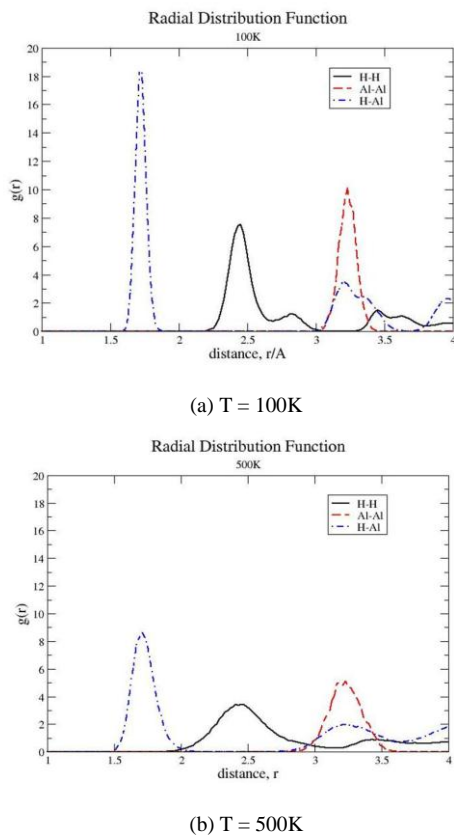 Radial Distribution Function
100K
20
18
16
14
12
10
8
6
4
2
0
g(r)
H-H
Al-Al
H-Al
1
1.5
2
2.5
3
3.5
4
distance, r/A
(a) T = 100K
Radial Distribution Function
500K
20
18
16
14
12
10
8
6
4
2
0
g(r)
H-H
Al-Al
H-Al
1
1.5
2
2.5
3
3.5
4
distance, r
(b) T = 500K